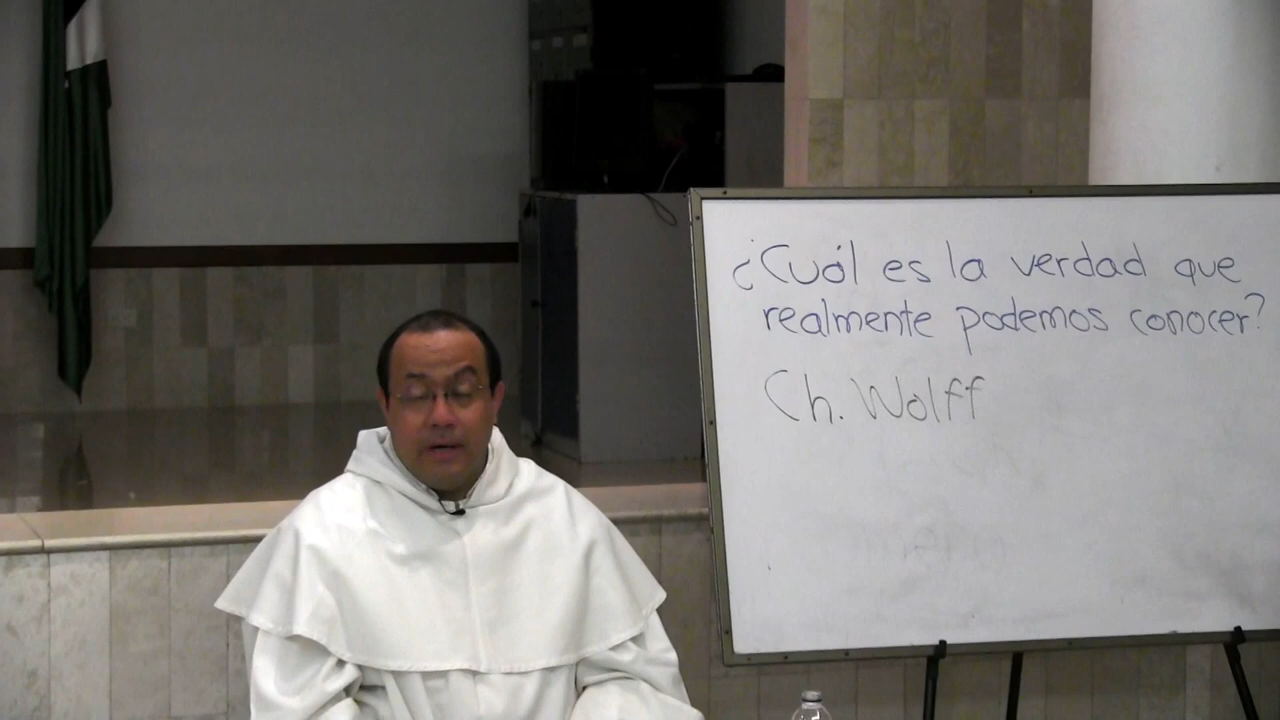 ¿Cuál es la verdad que
realmente podemos conocer?
Ch. Wolff